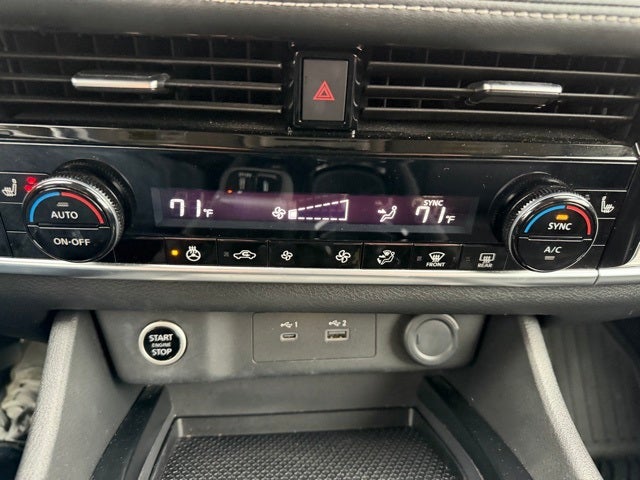 71°F
SYNC
71°F
AUTO
ON·OFF
SYNC
A/C
FRONT
REAR
START
ENGINE
STOP
1
2